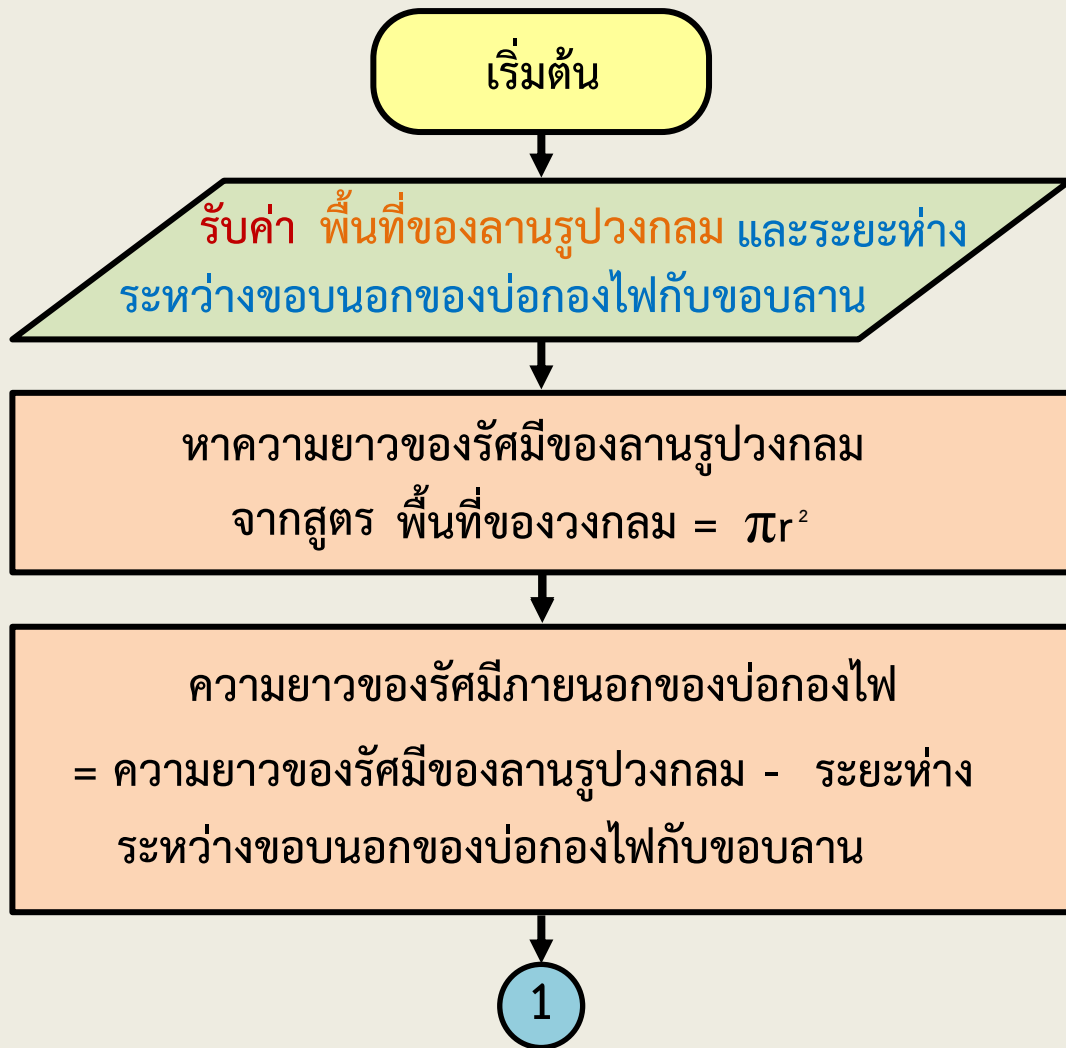 เริ่มต้น
รับค่า พื้นที่ของลานรูปวงกลม และระยะห่าง
ระหว่างขอบนอกของบ่อกองไฟกับขอบลาน
หาความยาวของรัศมีของลานรูปวงกลม
จากสูตร พื้นที่ของวงกลม = πr²
ความยาวของรัศมีภายนอกของบ่อกองไฟ
= ความยาวของรัศมีของลานรูปวงกลม - ระยะห่าง
ระหว่างขอบนอกของบ่อกองไฟกับขอบลาน
1